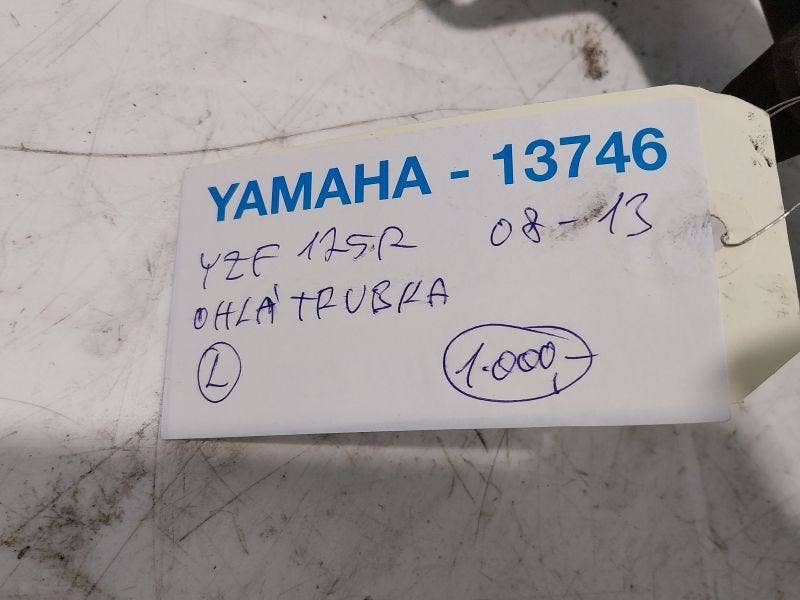 YAMAHA - 13746
YZF 125R 08-13
OHLÁ TRUBKA
L 1.000,-